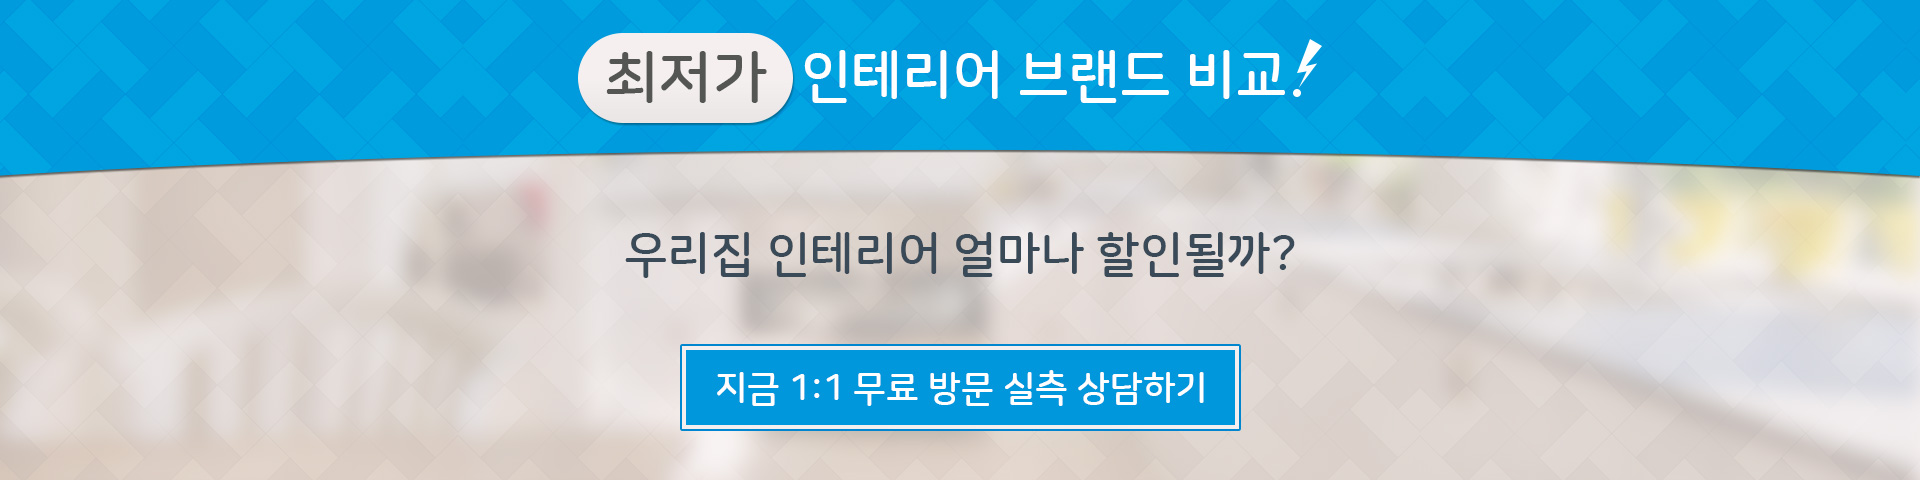 최저가 인테리어 브랜드 비교!
우리집 인테리어 얼마나 할인될까?
지금 1:1 무료 방문 실측 상담하기